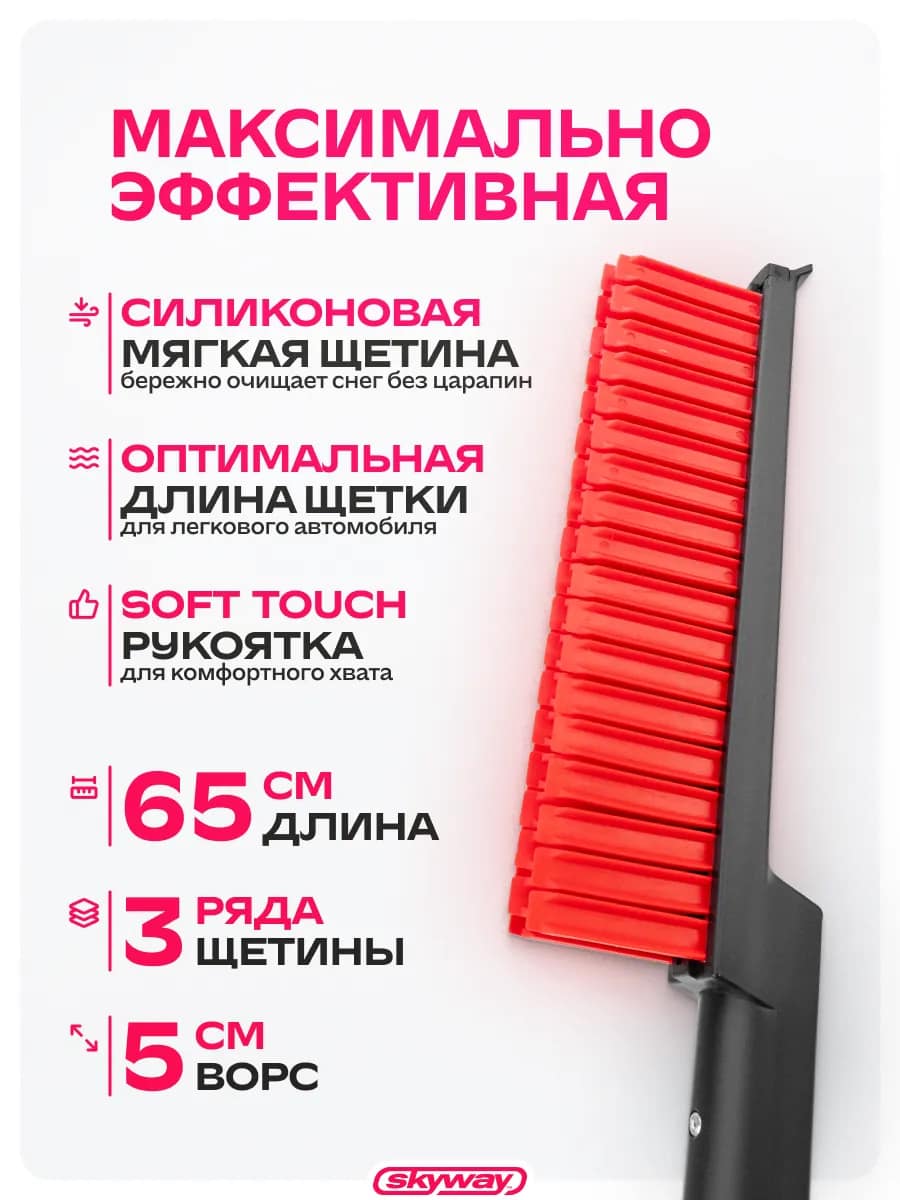 МАКСИМАЛЬНО
ЭФФЕКТИВНАЯ
СИЛИКОНОВАЯ
МЯГКАЯ ЩЕТИНА
бережно очищает снег без царапин
ОПТИМАЛЬНАЯ
ДЛИНА ЩЕТКИ
для легкового автомобиля
SOFT TOUCH
РУКОЯТКА
для комфортного хвата
65 СМ
ДЛИНА
3 РЯДА
ЩЕТИНЫ
5 СМ
ВОРС
skyway